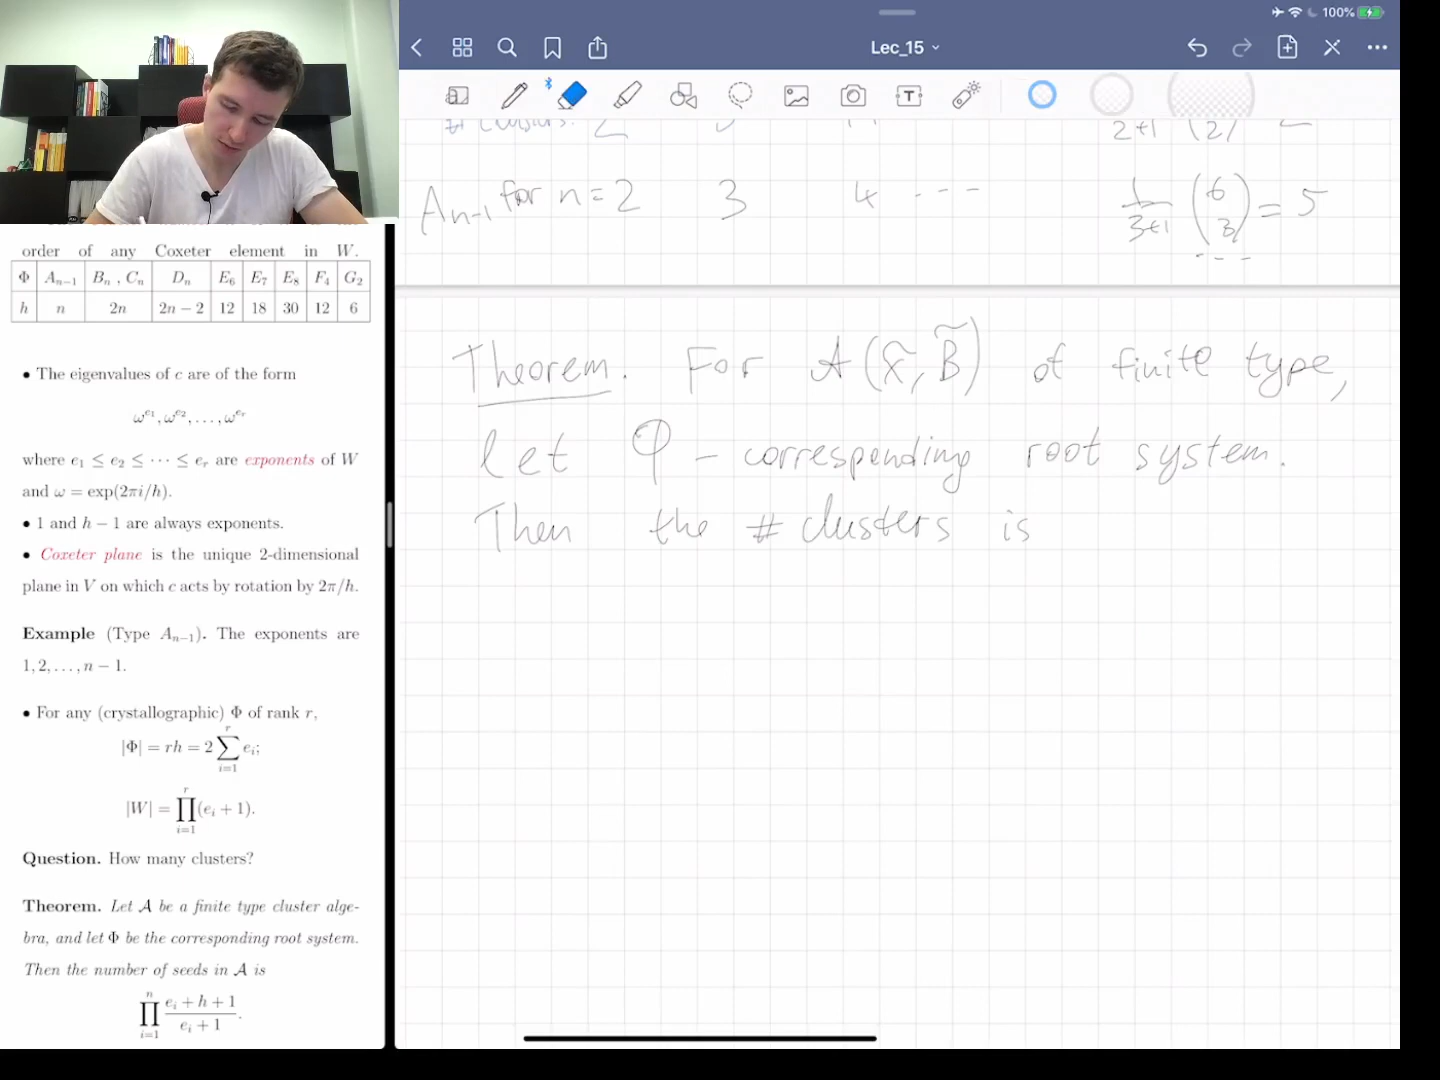 100%
Lec_15
2+1 (2)
A_{n-1} for n = 2 3 4 ---
\frac{1}{3+1} \binom{6}{3} = 5
---
Theorem. For A(x̃, B̃) of finite type,
let Φ - corresponding root system.
Then the # clusters is
order of any Coxeter element in W.
Φ A_{n-1} B_n , C_n D_n E_6 E_7 E_8 F_4 G_2
h n 2n 2n − 2 12 18 30 12 6
• The eigenvalues of c are of the form
ω^{e_1}, ω^{e_2}, . . . , ω^{e_r}
where e_1 ≤ e_2 ≤ ··· ≤ e_r are exponents of W
and ω = exp(2πi/h).
• 1 and h − 1 are always exponents.
• Coxeter plane is the unique 2-dimensional
plane in V on which c acts by rotation by 2π/h.
Example (Type A_{n−1}). The exponents are
1, 2, . . . , n − 1.
• For any (crystallographic) Φ of rank r,
|Φ| = rh = 2 \sum_{i=1}^{r} e_i;
|W| = \prod_{i=1}^{r} (e_i + 1).
Question. How many clusters?
Theorem. Let A be a finite type cluster alge-
bra, and let Φ be the corresponding root system.
Then the number of seeds in A is
\prod_{i=1}^{n} \frac{e_i + h + 1}{e_i + 1}.